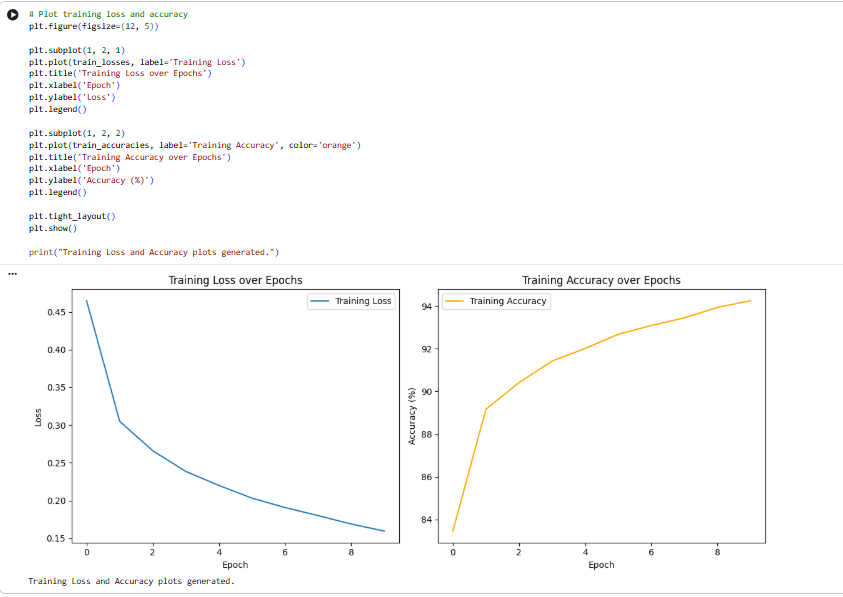 # Plot training loss and accuracy
plt.figure(figsize=(12, 5))
plt.subplot(1, 2, 1)
plt.plot(train_losses, label='Training Loss')
plt.title('Training Loss over Epochs')
plt.xlabel('Epoch')
plt.ylabel('Loss')
plt.legend()
plt.subplot(1, 2, 2)
plt.plot(train_accuracies, label='Training Accuracy', color='orange')
plt.title('Training Accuracy over Epochs')
plt.xlabel('Epoch')
plt.ylabel('Accuracy (%)')
plt.legend()
plt.tight_layout()
plt.show()
print("Training Loss and Accuracy plots generated.")
Training Loss over Epochs
Training Loss
0.45
0.40
0.35
0.30
0.25
0.20
0.15
Loss
0 2 4 6 8
Epoch
Training Accuracy over Epochs
Training Accuracy
94
92
90
88
86
84
Accuracy (%)
0 2 4 6 8
Epoch
Training Loss and Accuracy plots generated.